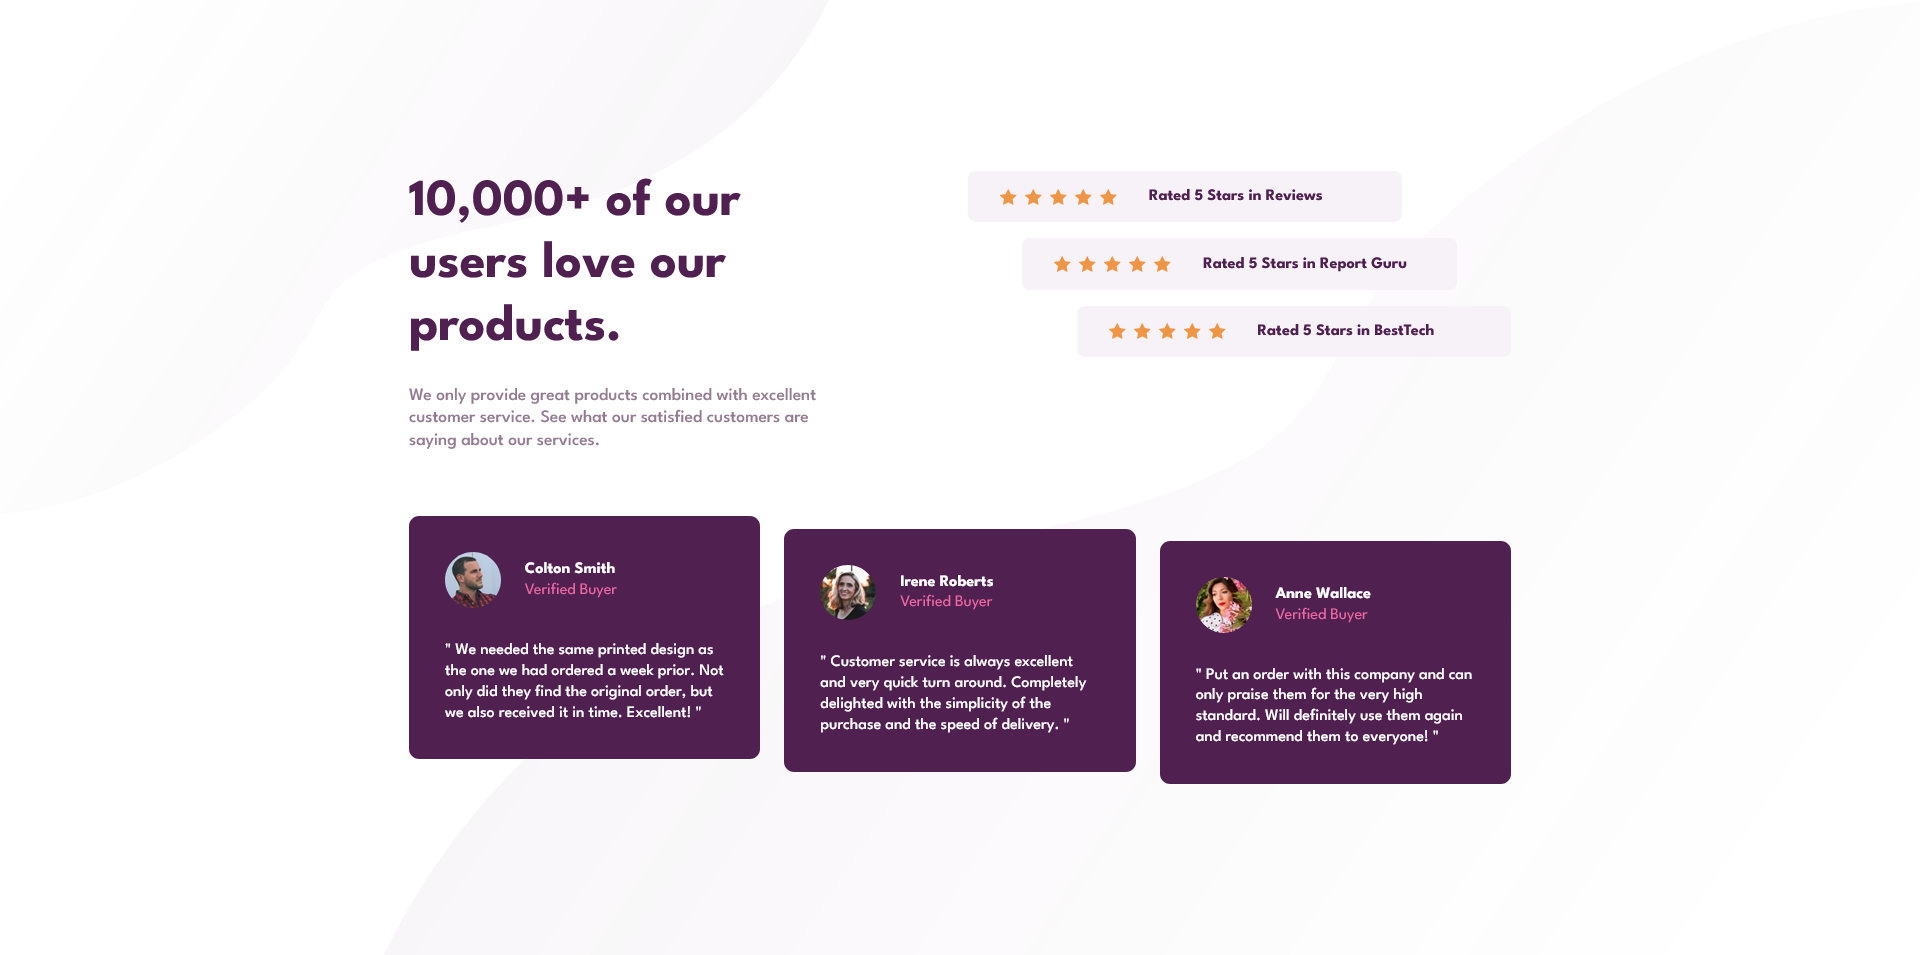 10,000+ of our
users love our
products.
We only provide great products combined with excellent
customer service. See what our satisfied customers are
saying about our services.
Rated 5 Stars in Reviews
Rated 5 Stars in Report Guru
Rated 5 Stars in BestTech
Colton Smith
Verified Buyer
" We needed the same printed design as
the one we had ordered a week prior. Not
only did they find the original order, but
we also received it in time. Excellent! "
Irene Roberts
Verified Buyer
" Customer service is always excellent
and very quick turn around. Completely
delighted with the simplicity of the
purchase and the speed of delivery. "
Anne Wallace
Verified Buyer
" Put an order with this company and can
only praise them for the very high
standard. Will definitely use them again
and recommend them to everyone! "